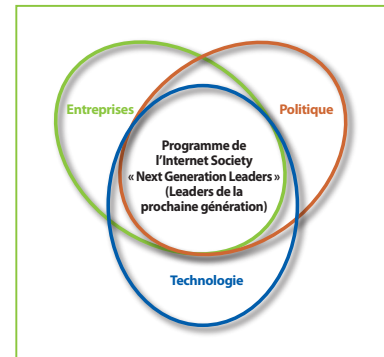 Entreprises
Politique
Programme de
l’Internet Society
« Next Generation Leaders »
(Leaders de la
prochaine génération)
Technologie